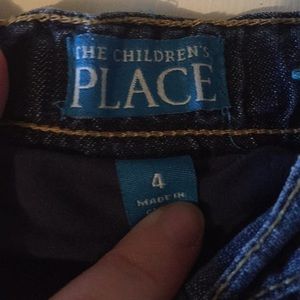 THE CHILDREN'S
PLACE
4
MADE IN